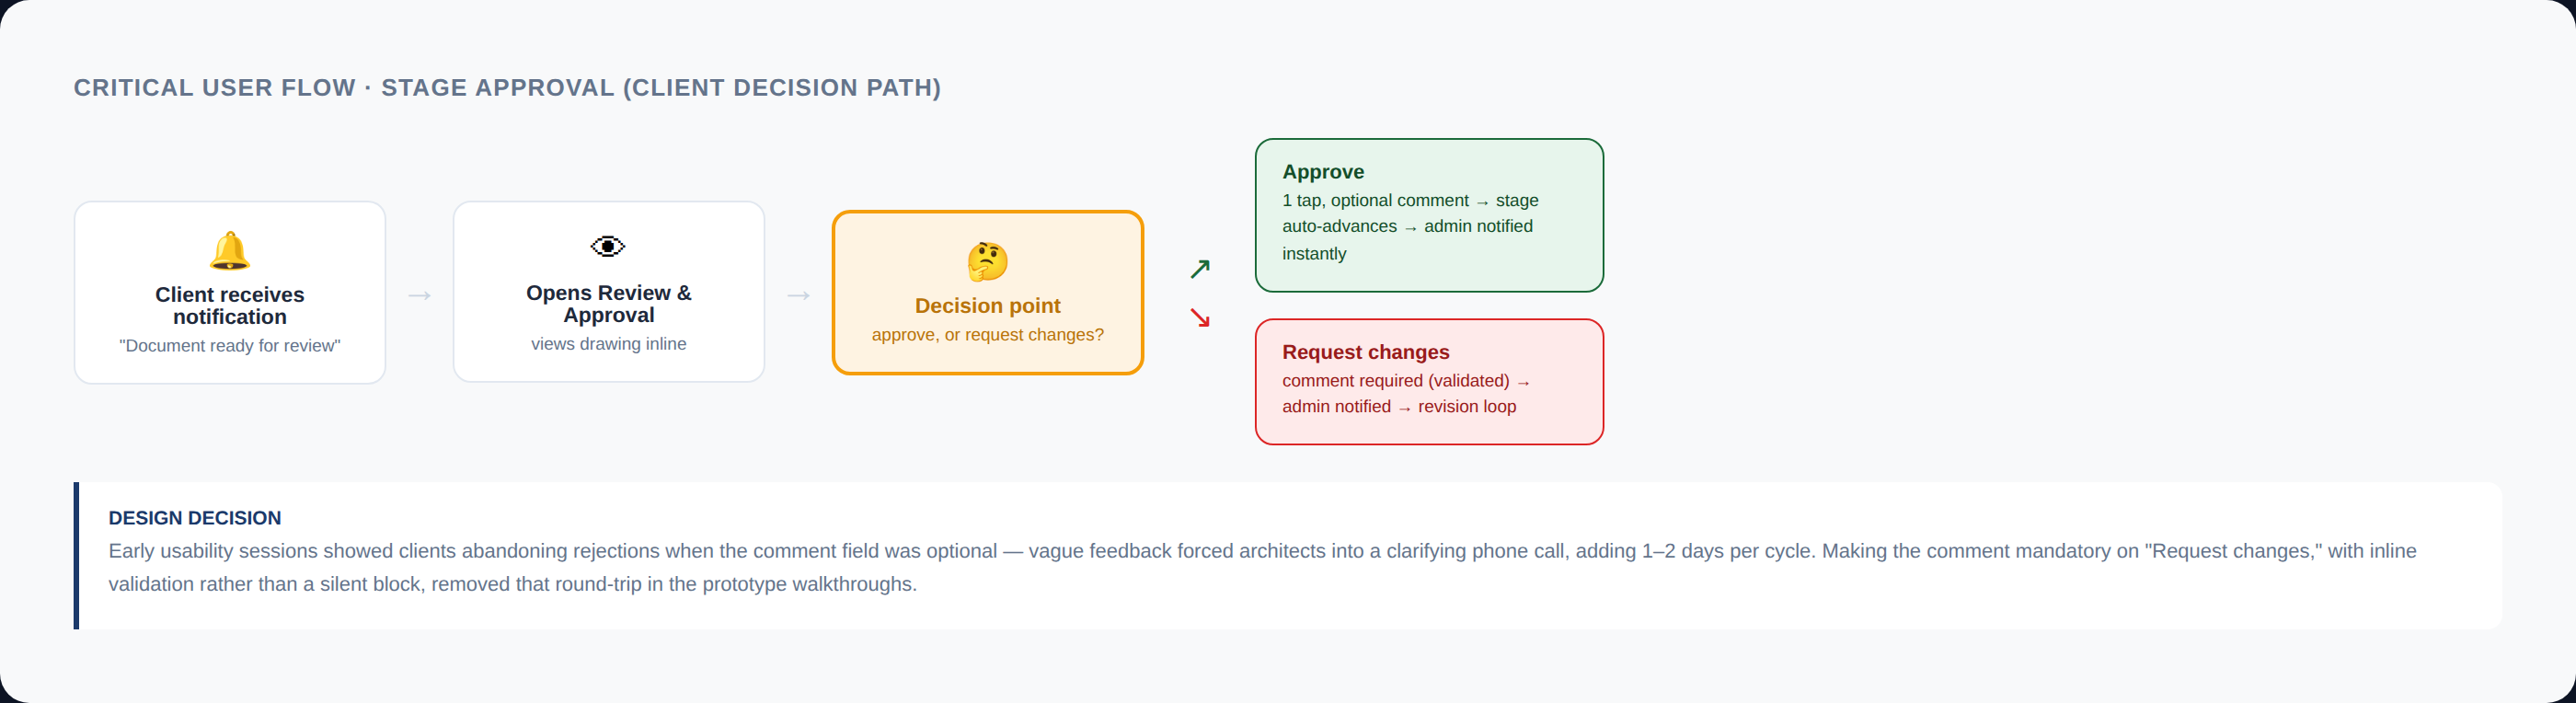 CRITICAL USER FLOW · STAGE APPROVAL (CLIENT DECISION PATH)
Client receives
notification
"Document ready for review"
→
Opens Review &
Approval
views drawing inline
→
Decision point
approve, or request changes?
↗
↘
Approve
1 tap, optional comment → stage
auto-advances → admin notified
instantly
Request changes
comment required (validated) →
admin notified → revision loop
DESIGN DECISION
Early usability sessions showed clients abandoning rejections when the comment field was optional — vague feedback forced architects into a clarifying phone call, adding 1–2 days per cycle. Making the comment mandatory on "Request changes," with inline
validation rather than a silent block, removed that round-trip in the prototype walkthroughs.